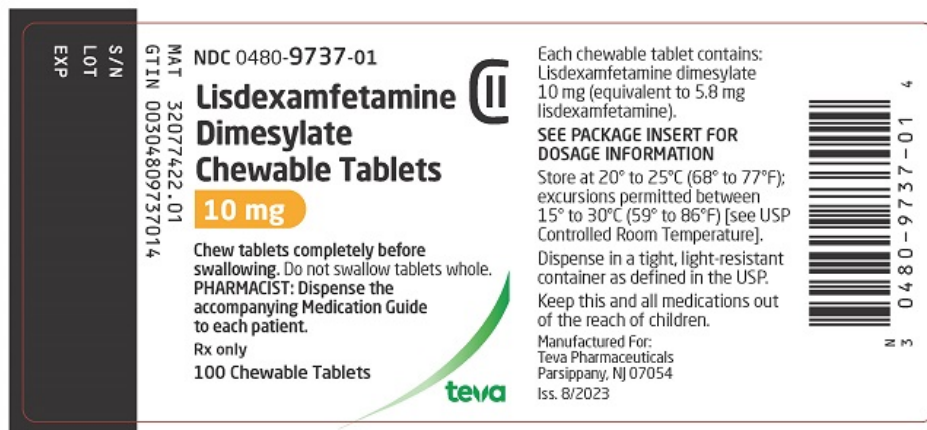 S/N
LOT
EXP
MAT 32077422.01
GTIN 00304809737014
NDC 0480-9737-01
Lisdexamfetamine
Dimesylate
Chewable Tablets
CII
10 mg
Chew tablets completely before
swallowing. Do not swallow tablets whole.
PHARMACIST: Dispense the
accompanying Medication Guide
to each patient.
Rx only
100 Chewable Tablets
teva
Each chewable tablet contains:
Lisdexamfetamine dimesylate
10 mg (equivalent to 5.8 mg
lisdexamfetamine).
SEE PACKAGE INSERT FOR
DOSAGE INFORMATION
Store at 20° to 25°C (68° to 77°F);
excursions permitted between
15° to 30°C (59° to 86°F) [see USP
Controlled Room Temperature].
Dispense in a tight, light-resistant
container as defined in the USP.
Keep this and all medications out
of the reach of children.
Manufactured For:
Teva Pharmaceuticals
Parsippany, NJ 07054
Iss. 8/2023
N
3 0480-9737-01 4